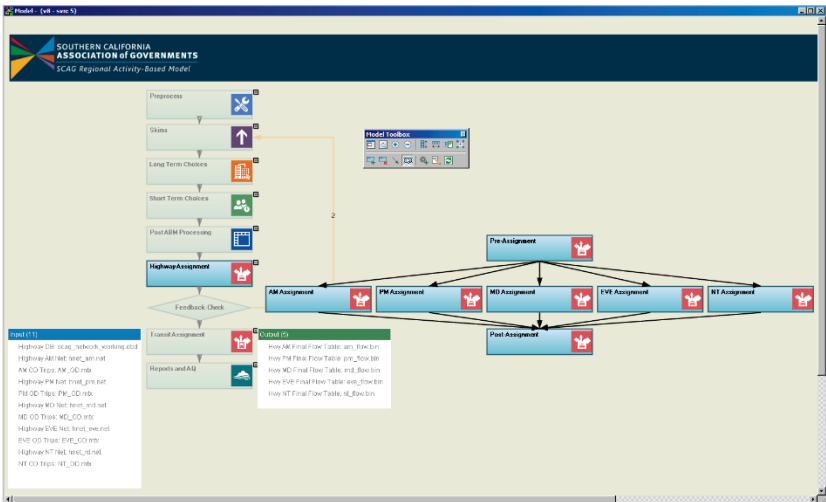 Model - (v8 - svac 5)
SOUTHERN CALIFORNIA
ASSOCIATION of GOVERNMENTS
SCAG Regional Activity-Based Model
Preprocess
Skims
Long Term Choices
Short Term Choices
Post ABM Processing
Highway Assignment
Feedback Check
Transit Assignment
Reports and AQ
2
Model Toolbox
Pre-Assignment
AM Assignment
PM Assignment
MD Assignment
EVE Assignment
NT Assignment
Post-Assignment
Input (11)
Highway DB: scag_network_working.dbd
Highway AM Net: hnet_am.net
AM OD Trips: AM_OD.mtx
Highway PM Net: hnet_pm.net
PM OD Trips: PM_OD.mtx
Highway MD Net: hnet_md.net
MD OD Trips: MD_OD.mtx
Highway EVE Net: hnet_eve.net
EVE OD Trips: EVE_OD.mtx
Highway NT Net: hnet_nt.net
NT OD Trips: NT_OD.mtx
Output (5)
Hwy AM Final Flow Table: am_flow.bin
Hwy PM Final Flow Table: pm_flow.bin
Hwy MD Final Flow Table: md_flow.bin
Hwy EVE Final Flow Table: eve_flow.bin
Hwy NT Final Flow Table: nt_flow.bin